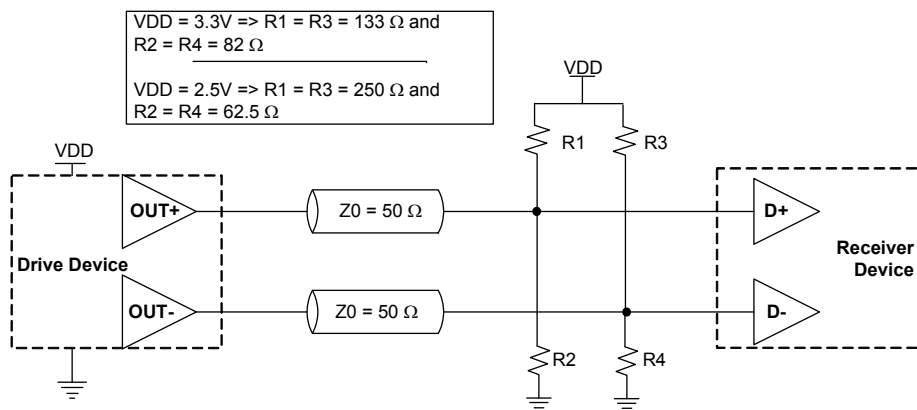 VDD = 3.3V => R1 = R3 = 133 Ω and
R2 = R4 = 82 Ω
VDD = 2.5V => R1 = R3 = 250 Ω and
R2 = R4 = 62.5 Ω
VDD
R1
R3
VDD
OUT+
Z0 = 50 Ω
D+
Drive Device
Receiver
Device
OUT-
Z0 = 50 Ω
D-
R2
R4